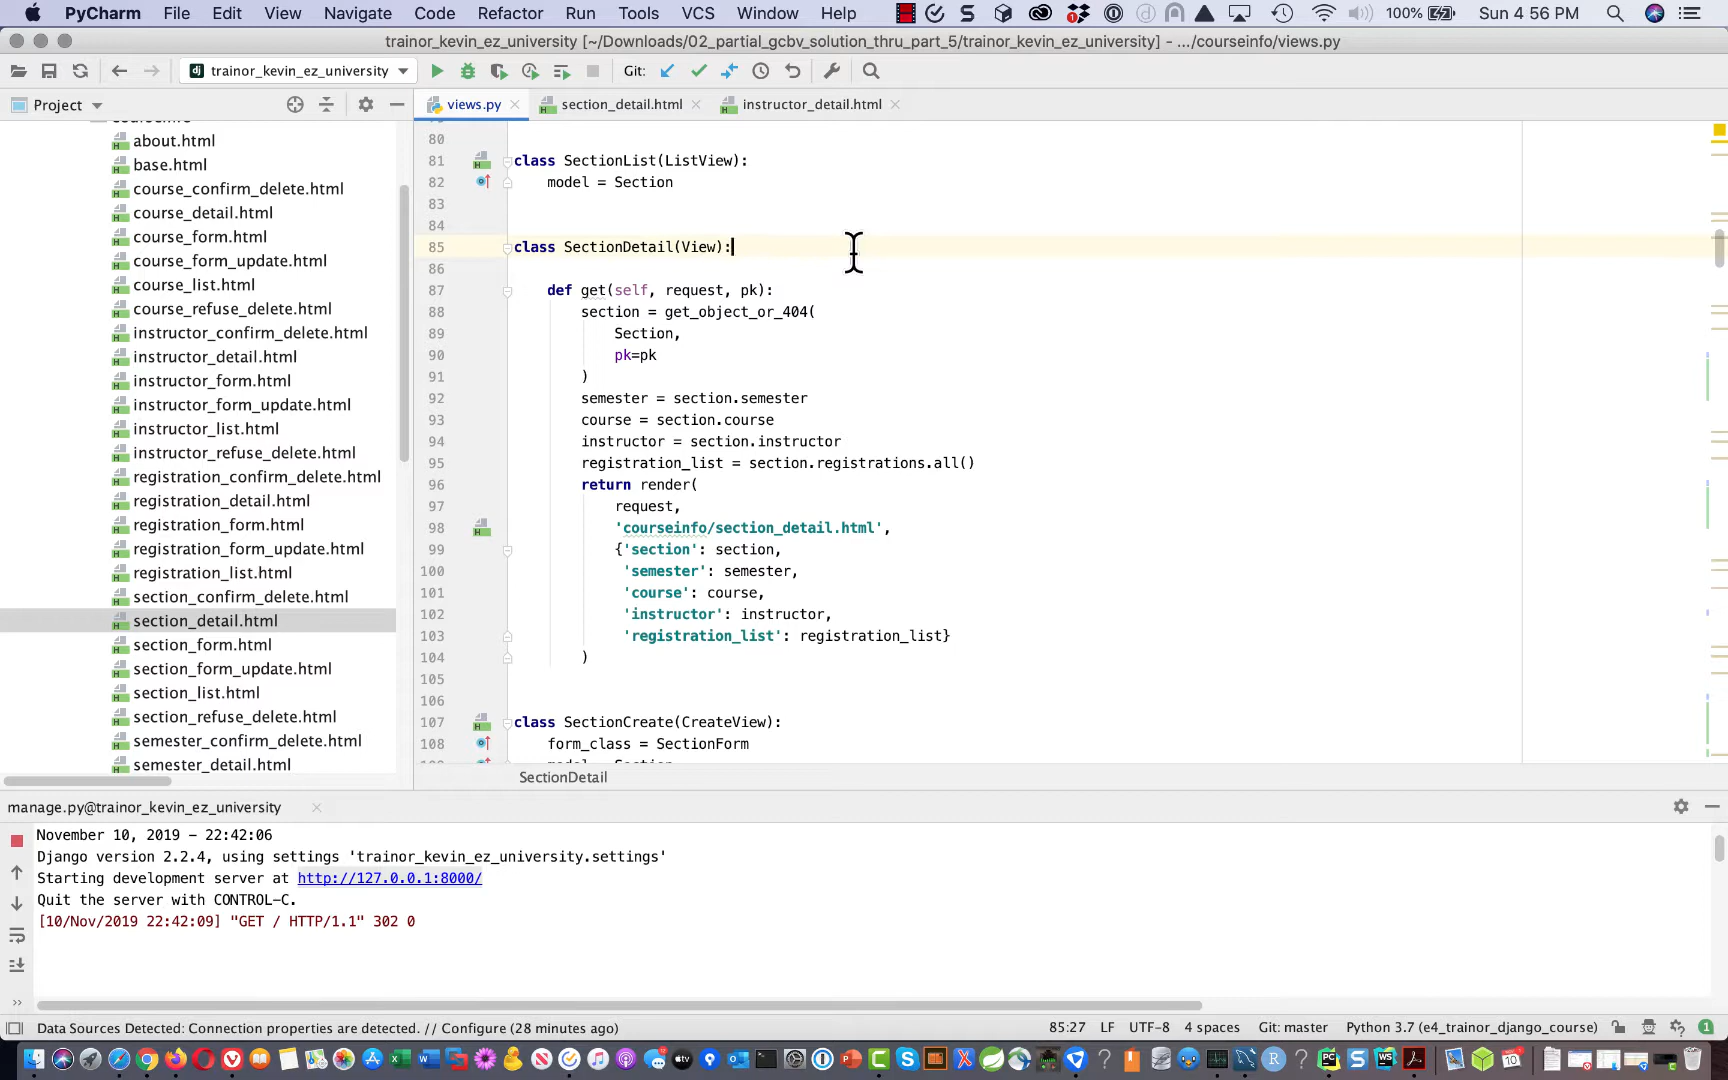 PyCharm File Edit View Navigate Code Refactor Run Tools VCS Window Help 100% Sun 4 56 PM
trainor_kevin_ez_university [~/Downloads/02_partial_gcbv_solution_thru_part_5/trainor_kevin_ez_university] - .../courseinfo/views.py
trainor_kevin_ez_university Git:
Project views.py section_detail.html instructor_detail.html
about.html
base.html
course_confirm_delete.html
course_detail.html
course_form.html
course_form_update.html
course_list.html
course_refuse_delete.html
instructor_confirm_delete.html
instructor_detail.html
instructor_form.html
instructor_form_update.html
instructor_list.html
instructor_refuse_delete.html
registration_confirm_delete.html
registration_detail.html
registration_form.html
registration_form_update.html
registration_list.html
section_confirm_delete.html
section_detail.html
section_form.html
section_form_update.html
section_list.html
section_refuse_delete.html
semester_confirm_delete.html
semester_detail.html
80
81 class SectionList(ListView):
82 model = Section
83
84
85 class SectionDetail(View):
86
87 def get(self, request, pk):
88 section = get_object_or_404(
89 Section,
90 pk=pk
91 )
92 semester = section.semester
93 course = section.course
94 instructor = section.instructor
95 registration_list = section.registrations.all()
96 return render(
97 request,
98 'courseinfo/section_detail.html',
99 {'section': section,
100 'semester': semester,
101 'course': course,
102 'instructor': instructor,
103 'registration_list': registration_list}
104 )
105
106
107 class SectionCreate(CreateView):
108 form_class = SectionForm
SectionDetail
manage.py@trainor_kevin_ez_university
November 10, 2019 - 22:42:06
Django version 2.2.4, using settings 'trainor_kevin_ez_university.settings'
Starting development server at http://127.0.0.1:8000/
Quit the server with CONTROL-C.
[10/Nov/2019 22:42:09] "GET / HTTP/1.1" 302 0
Data Sources Detected: Connection properties are detected. // Configure (28 minutes ago) 85:27 LF UTF-8 4 spaces Git: master Python 3.7 (e4_trainor_django_course)